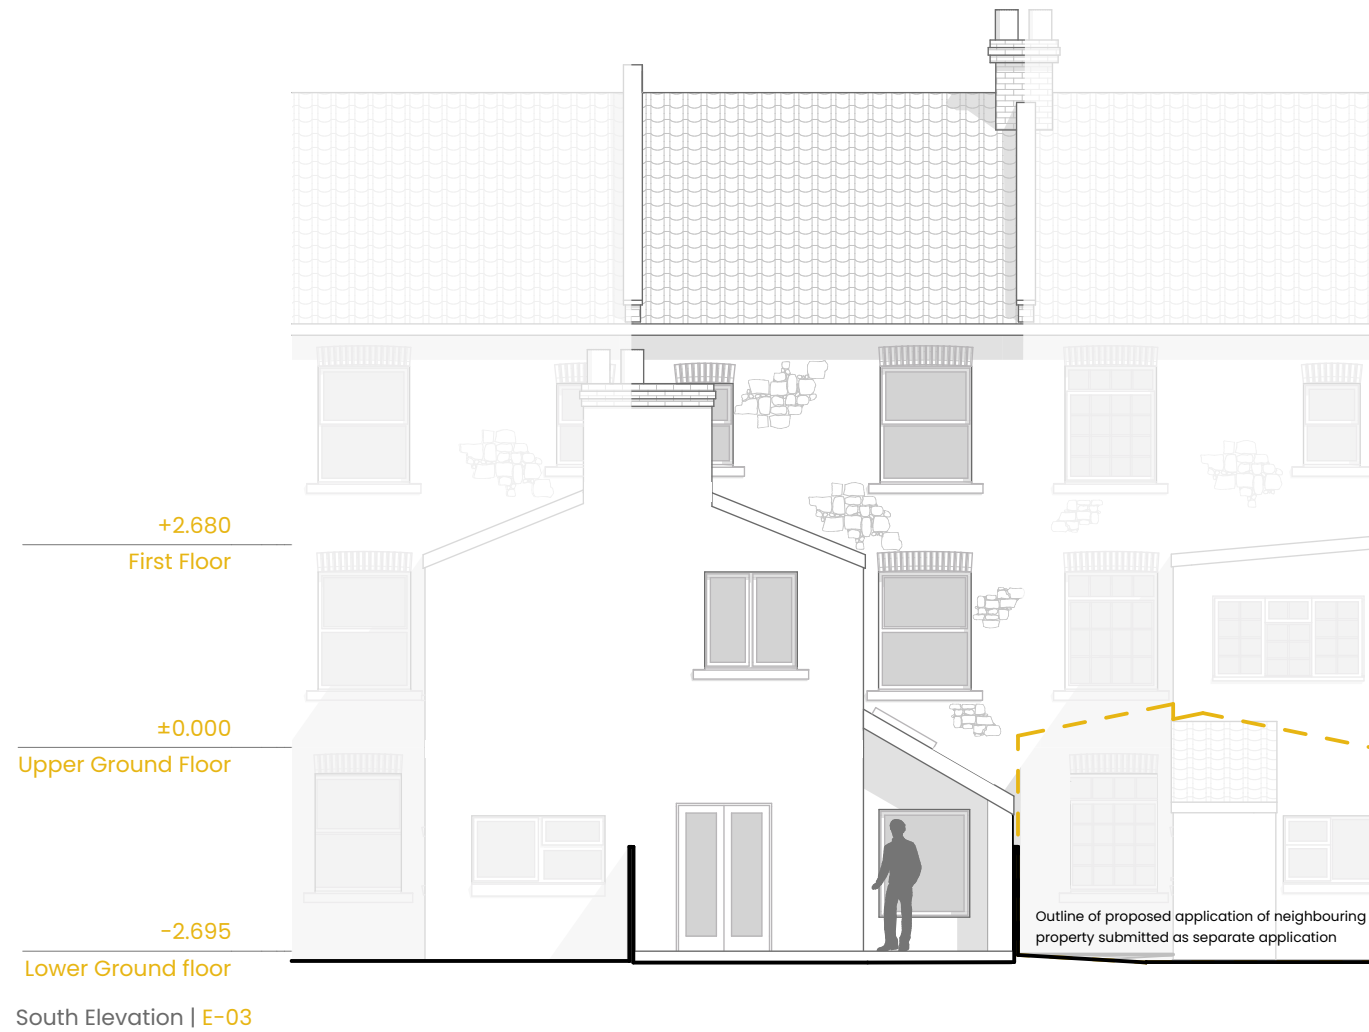 +2.680
First Floor
±0.000
Upper Ground Floor
-2.695
Lower Ground floor
Outline of proposed application of neighbouring
property submitted as separate application
South Elevation | E-03